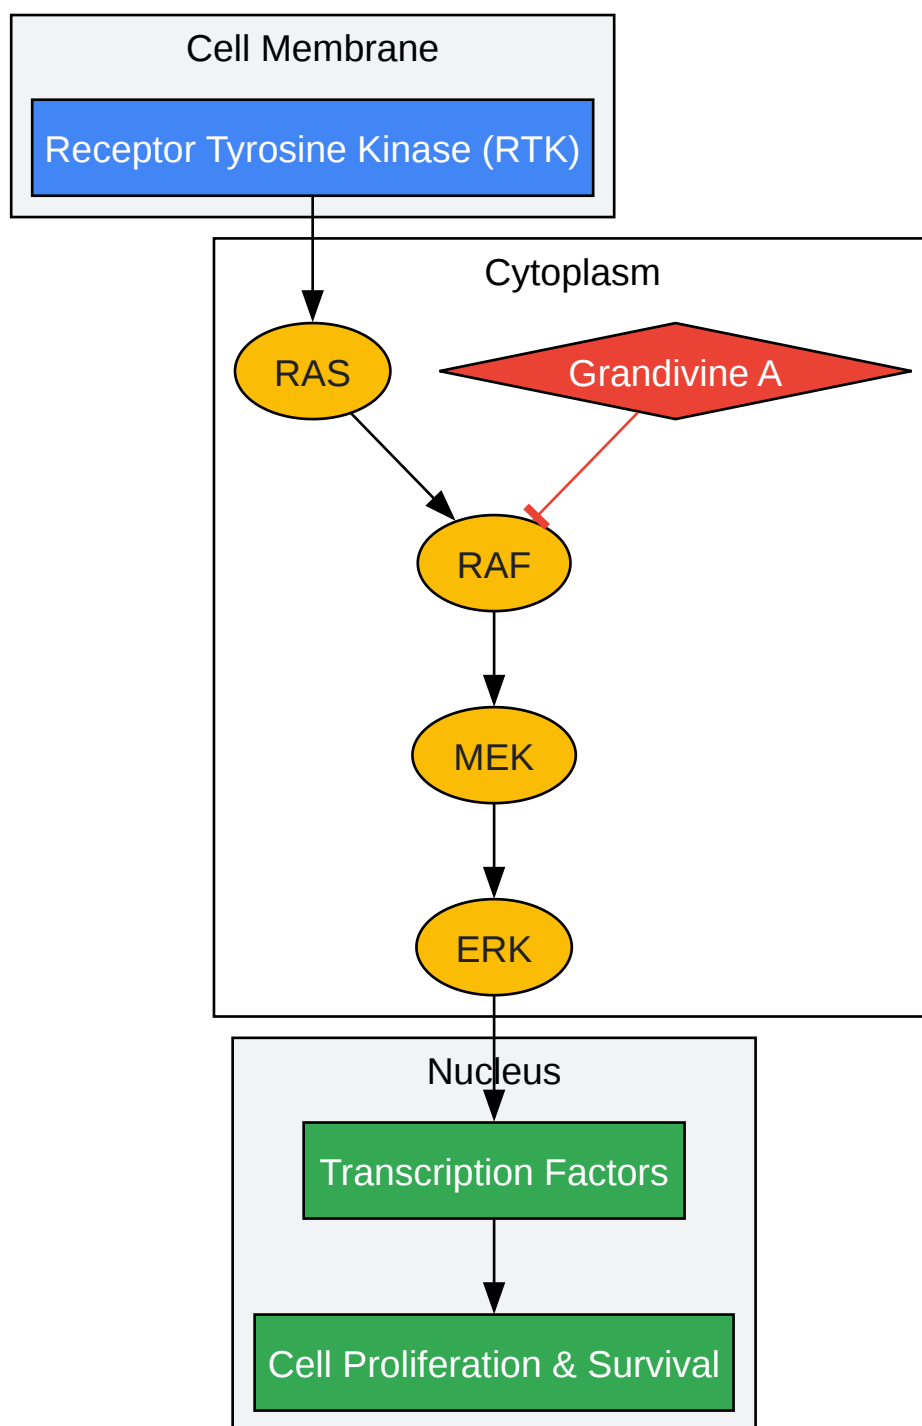 Cell Membrane
Receptor Tyrosine Kinase (RTK)
Cytoplasm
RAS
Grandivine A
RAF
MEK
ERK
Nucleus
Transcription Factors
Cell Proliferation & Survival